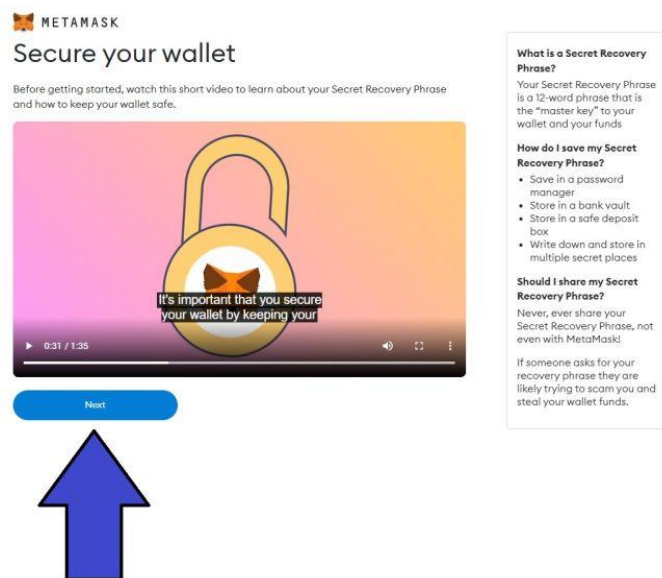 METAMASK
Secure your wallet
Before getting started, watch this short video to learn about your Secret Recovery Phrase
and how to keep your wallet safe.
It's important that you secure
your wallet by keeping your
0:31 / 1:35
Next
What is a Secret Recovery
Phrase?
Your Secret Recovery Phrase
is a 12-word phrase that is
the “master key” to your
wallet and your funds
How do I save my Secret
Recovery Phrase?
• Save in a password
manager
• Store in a bank vault
• Store in a safe deposit
box
• Write down and store in
multiple secret places
Should I share my Secret
Recovery Phrase?
Never, ever share your
Secret Recovery Phrase, not
even with MetaMask!
If someone asks for your
recovery phrase they are
likely trying to scam you and
steal your wallet funds.